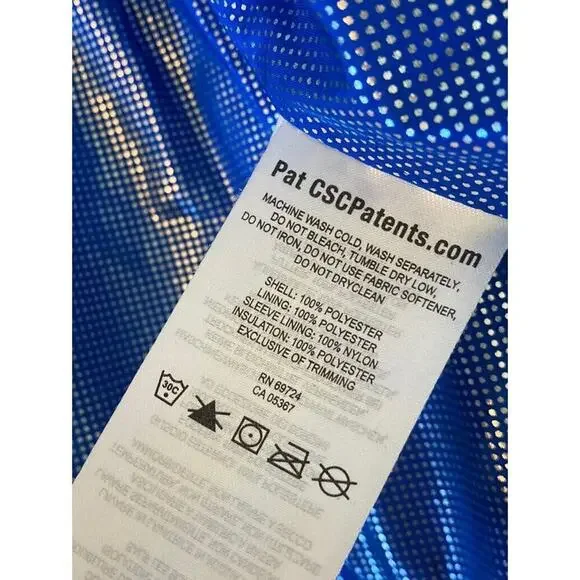 Pat CSCPatents.com
MACHINE WASH COLD, WASH SEPARATELY,
DO NOT BLEACH, TUMBLE DRY LOW,
DO NOT IRON, DO NOT USE FABRIC SOFTENER,
DO NOT DRYCLEAN
SHELL: 100% POLYESTER
LINING: 100% POLYESTER
SLEEVE LINING: 100% NYLON
INSULATION: 100% POLYESTER
EXCLUSIVE OF TRIMMING
RN 69724
CA 05367
30C